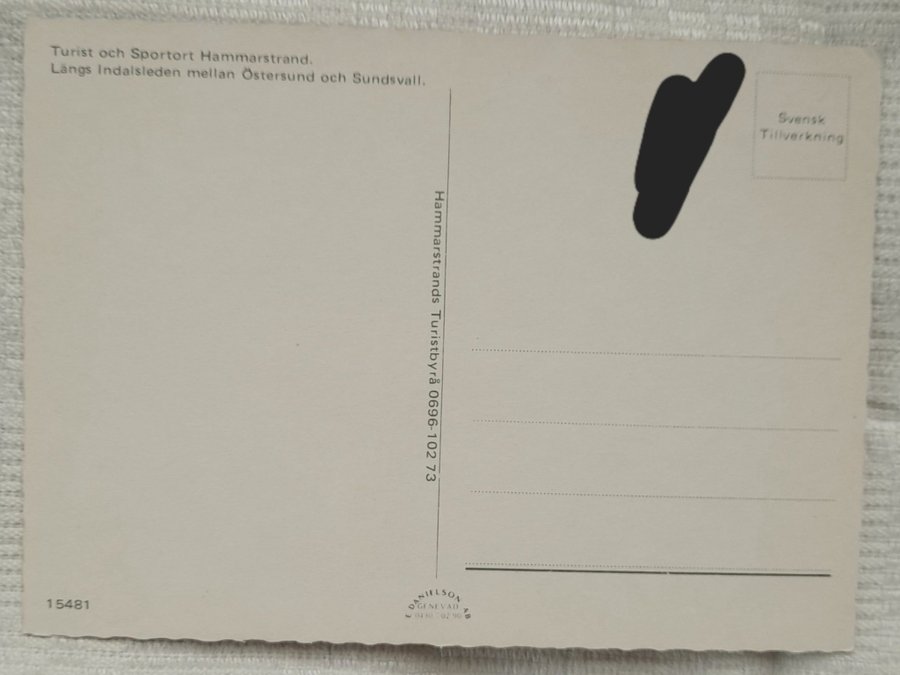 Turist och Sportort Hammarstrand.
Längs Indalsleden mellan Östersund och Sundsvall.
Svensk
Tillverkning
Hammarstrands Turistbyrå 0696-102 73
15481
E. DANIELSON AB
GENEVAD